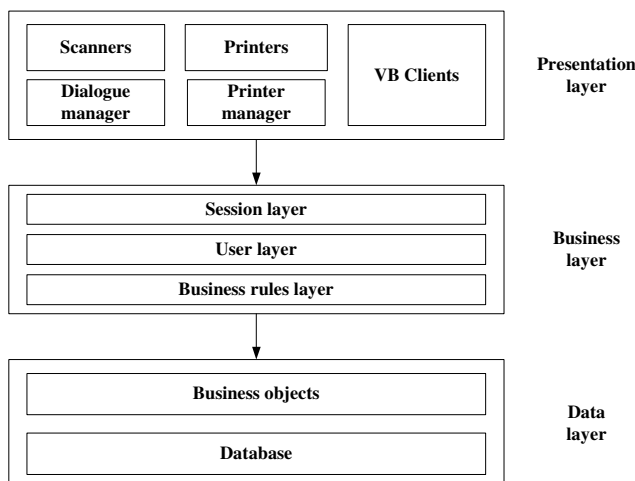 Scanners
Printers
VB Clients
Dialogue
manager
Printer
manager
Presentation
layer
Session layer
User layer
Business rules layer
Business
layer
Business objects
Database
Data
layer